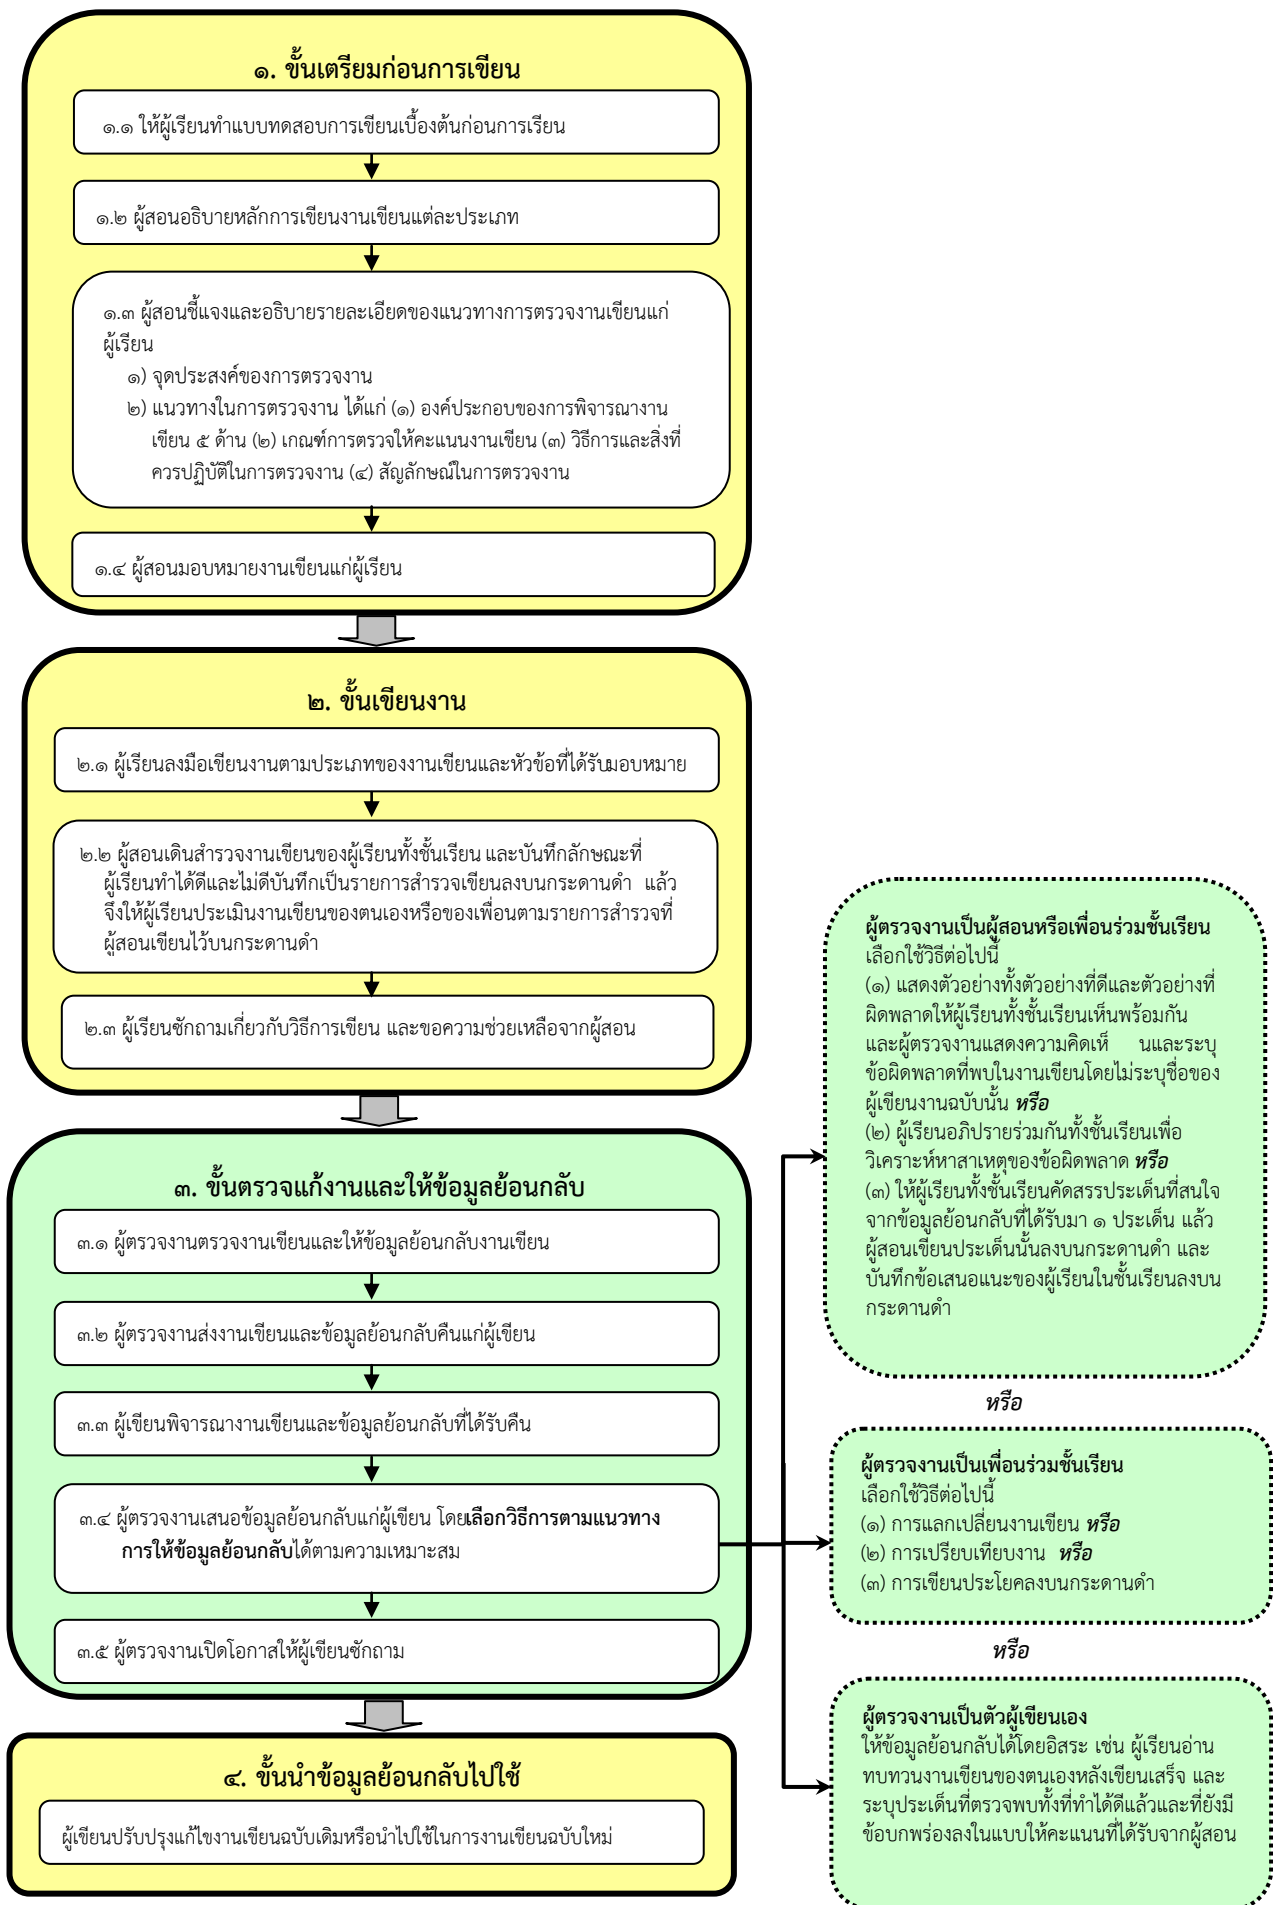 ๑. ขั้นเตรียมก่อนการเขียน
๑.๑ ให้ผู้เรียนทำแบบทดสอบการเขียนเบื้องต้นก่อนการเรียน
๑.๒ ผู้สอนอธิบายหลักการเขียนงานเขียนแต่ละประเภท
๑.๓ ผู้สอนชี้แจงและอธิบายรายละเอียดของแนวทางการตรวจงานเขียนแก่
ผู้เรียน
๑) จุดประสงค์ของการตรวจงาน
๒) แนวทางในการตรวจงาน ได้แก่ (๑) องค์ประกอบของการพิจารณางาน
เขียน ๕ ด้าน (๒) เกณฑ์การตรวจให้คะแนนงานเขียน (๓) วิธีการและสิ่งที่
ควรปฏิบัติในการตรวจงาน (๔) สัญลักษณ์ในการตรวจงาน
๑.๔ ผู้สอนมอบหมายงานเขียนแก่ผู้เรียน
๒. ขั้นเขียนงาน
๒.๑ ผู้เรียนลงมือเขียนงานตามประเภทของงานเขียนและหัวข้อที่ได้รับมอบหมาย
๒.๒ ผู้สอนเดินสำรวจงานเขียนของผู้เรียนทั้งชั้นเรียน และบันทึกลักษณะที่
ผู้เรียนทำได้ดีและไม่ดีบันทึกเป็นรายการสำรวจเขียนลงบนกระดานดำ แล้ว
จึงให้ผู้เรียนประเมินงานเขียนของตนเองหรือของเพื่อนตามรายการสำรวจที่
ผู้สอนเขียนไว้บนกระดานดำ
๒.๓ ผู้เรียนซักถามเกี่ยวกับวิธีการเขียน และขอความช่วยเหลือจากผู้สอน
๓. ขั้นตรวจแก้งานและให้ข้อมูลย้อนกลับ
๓.๑ ผู้ตรวจงานตรวจงานเขียนและให้ข้อมูลย้อนกลับงานเขียน
๓.๒ ผู้ตรวจงานส่งงานเขียนและข้อมูลย้อนกลับคืนแก่ผู้เขียน
๓.๓ ผู้เขียนพิจารณางานเขียนและข้อมูลย้อนกลับที่ได้รับคืน
๓.๔ ผู้ตรวจงานเสนอข้อมูลย้อนกลับแก่ผู้เขียน โดยเลือกวิธีการตามแนวทาง
การให้ข้อมูลย้อนกลับได้ตามความเหมาะสม
๓.๕ ผู้ตรวจงานเปิดโอกาสให้ผู้เขียนซักถาม
๔. ขั้นนำข้อมูลย้อนกลับไปใช้
ผู้เขียนปรับปรุงแก้ไขงานเขียนฉบับเดิมหรือนำไปใช้ในการงานเขียนฉบับใหม่
ผู้ตรวจงานเป็นผู้สอนหรือเพื่อนร่วมชั้นเรียน
เลือกใช้วิธีต่อไปนี้
(๑) แสดงตัวอย่างทั้งตัวอย่างที่ดีและตัวอย่างที่
ผิดพลาดให้ผู้เรียนทั้งชั้นเรียนเห็นพร้อมกัน
และผู้ตรวจงานแสดงความคิดเห็ นและระบุ
ข้อผิดพลาดที่พบในงานเขียนโดยไม่ระบุชื่อของ
ผู้เขียนงานฉบับนั้น หรือ
(๒) ผู้เรียนอภิปรายร่วมกันทั้งชั้นเรียนเพื่อ
วิเคราะห์หาสาเหตุของข้อผิดพลาด หรือ
(๓) ให้ผู้เรียนทั้งชั้นเรียนคัดสรรประเด็นที่สนใจ
จากข้อมูลย้อนกลับที่ได้รับมา ๑ ประเด็น แล้ว
ผู้สอนเขียนประเด็นนั้นลงบนกระดานดำ และ
บันทึกข้อเสนอแนะของผู้เรียนในชั้นเรียนลงบน
กระดานดำ
หรือ
ผู้ตรวจงานเป็นเพื่อนร่วมชั้นเรียน
เลือกใช้วิธีต่อไปนี้
(๑) การแลกเปลี่ยนงานเขียน หรือ
(๒) การเปรียบเทียบงาน หรือ
(๓) การเขียนประโยคลงบนกระดานดำ
หรือ
ผู้ตรวจงานเป็นตัวผู้เขียนเอง
ให้ข้อมูลย้อนกลับได้โดยอิสระ เช่น ผู้เรียนอ่าน
ทบทวนงานเขียนของตนเองหลังเขียนเสร็จ และ
ระบุประเด็นที่ตรวจพบทั้งที่ทำได้ดีแล้วและที่ยังมี
ข้อบกพร่องลงในแบบให้คะแนนที่ได้รับจากผู้สอน